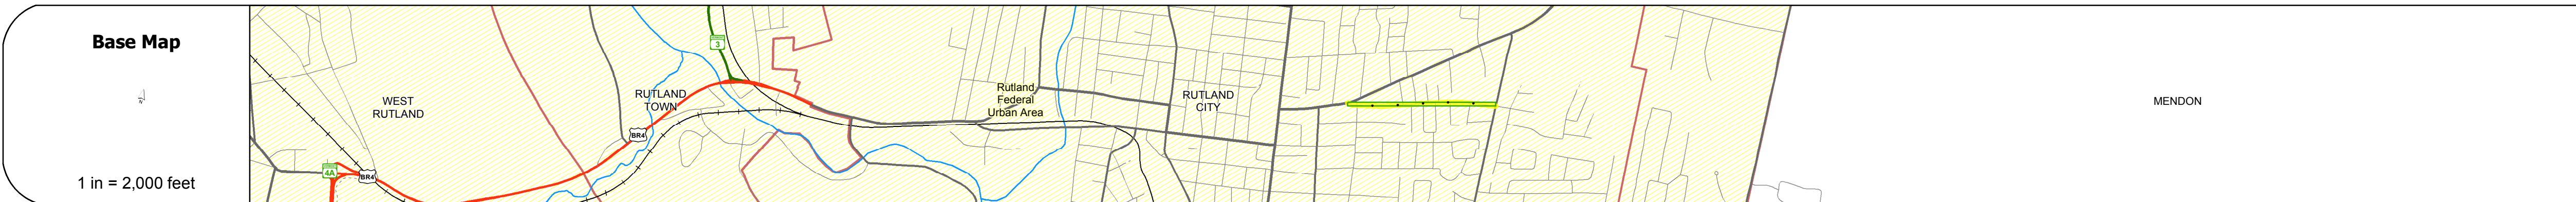 Base Map
1 in = 2,000 feet
WEST
RUTLAND
4A
BR4
BR4
RUTLAND
TOWN
3
Rutland
Federal
Urban Area
RUTLAND
CITY
MENDON